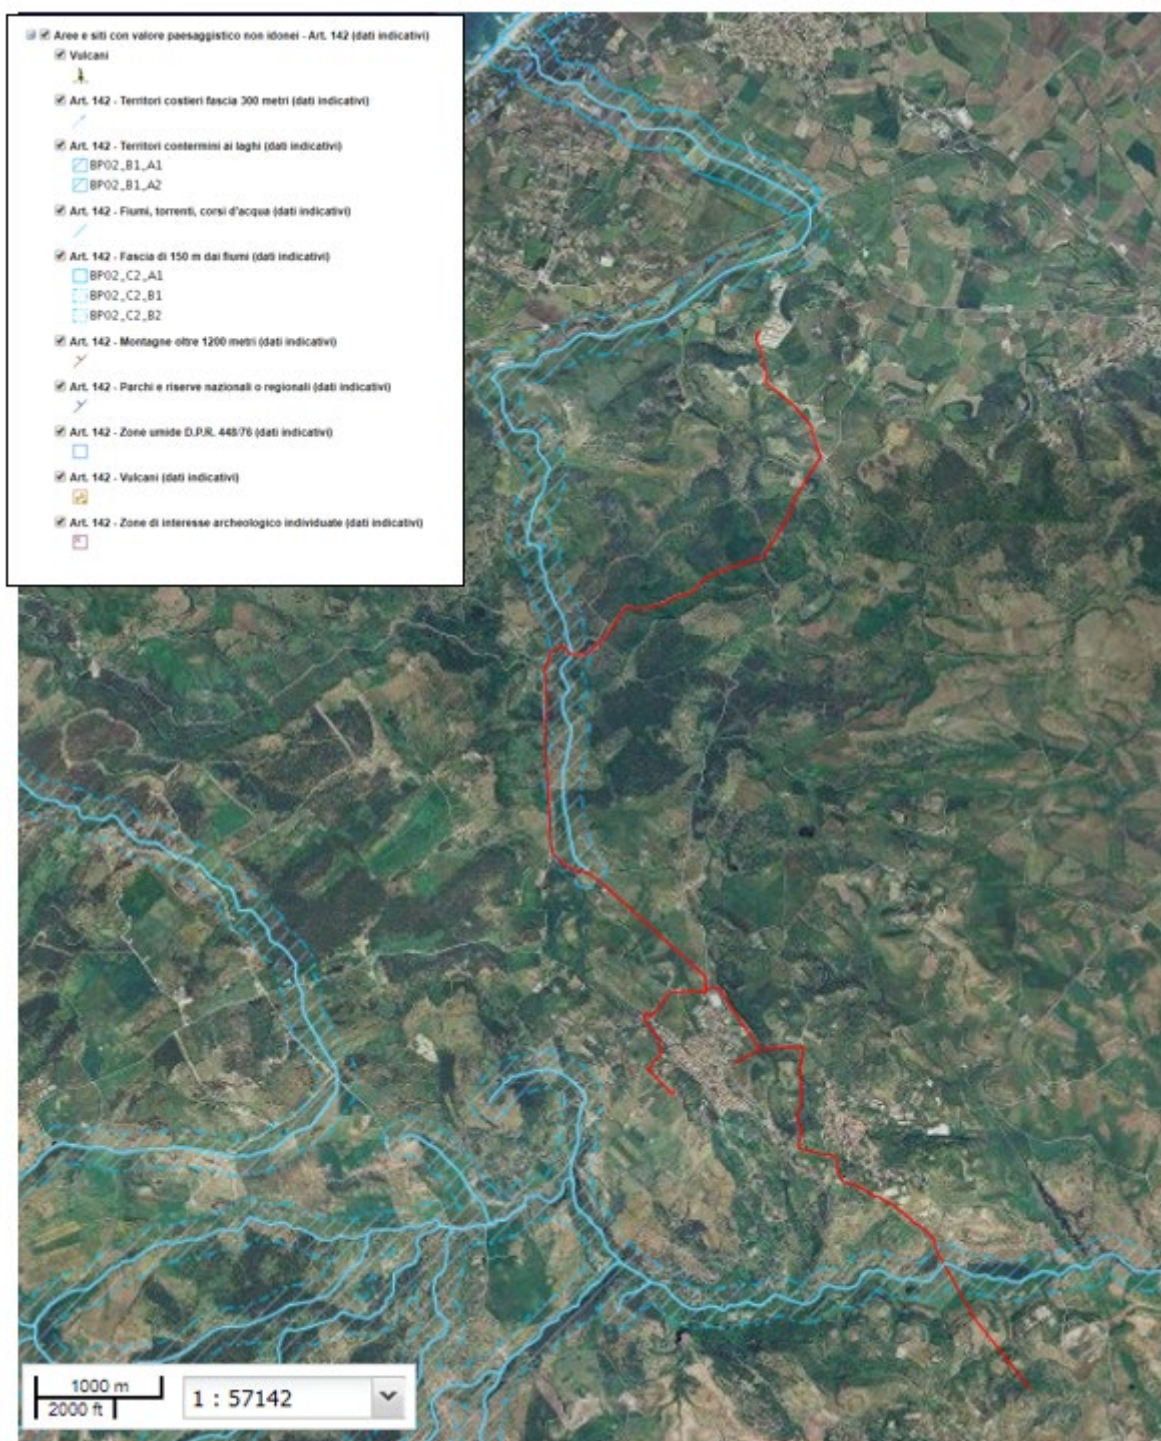 Aree e siti con valore paesaggistico non idonei - Art. 142 (dati indicativi)
Vulcani
Art. 142 - Territori costieri fascia 300 metri (dati indicativi)
Art. 142 - Territori contermini ai laghi (dati indicativi)
BP02_B1_A1
BP02_B1_A2
Art. 142 - Fiumi, torrenti, corsi d'acqua (dati indicativi)
Art. 142 - Fascia di 150 m dai fiumi (dati indicativi)
BP02_C2_A1
BP02_C2_B1
BP02_C2_B2
Art. 142 - Montagne oltre 1200 metri (dati indicativi)
Art. 142 - Parchi e riserve nazionali o regionali (dati indicativi)
Art. 142 - Zone umide D.P.R. 448/76 (dati indicativi)
Art. 142 - Vulcani (dati indicativi)
Art. 142 - Zone di interesse archeologico individuate (dati indicativi)
1000 m
2000 ft
1 : 57142